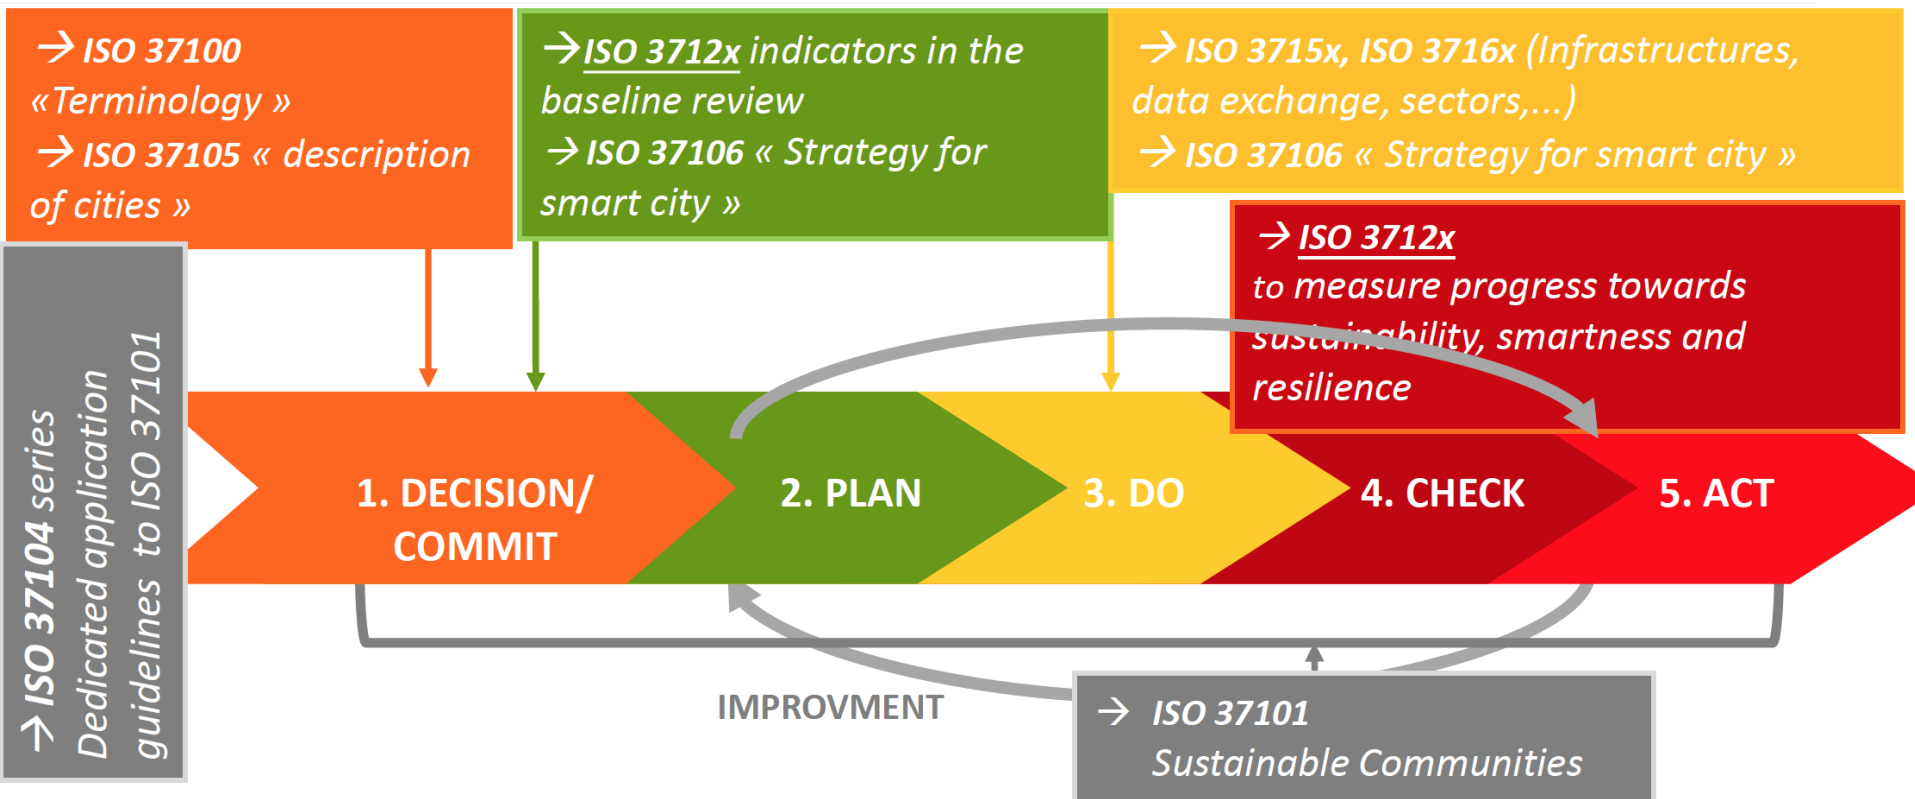 → ISO 37100
«Terminology »
→ ISO 37105 « description
of cities »
→ISO 3712x indicators in the
baseline review
→ ISO 37106 « Strategy for
smart city »
→ ISO 3715x, ISO 3716x (Infrastructures,
data exchange, sectors,...)
→ ISO 37106 « Strategy for smart city »
→ ISO 3712x
to measure progress towards
sustainability, smartness and
resilience
→ ISO 37104 series
Dedicated application
guidelines to ISO 37101
1. DECISION/
COMMIT
2. PLAN
3. DO
4. CHECK
5. ACT
IMPROVMENT
→ ISO 37101
Sustainable Communities